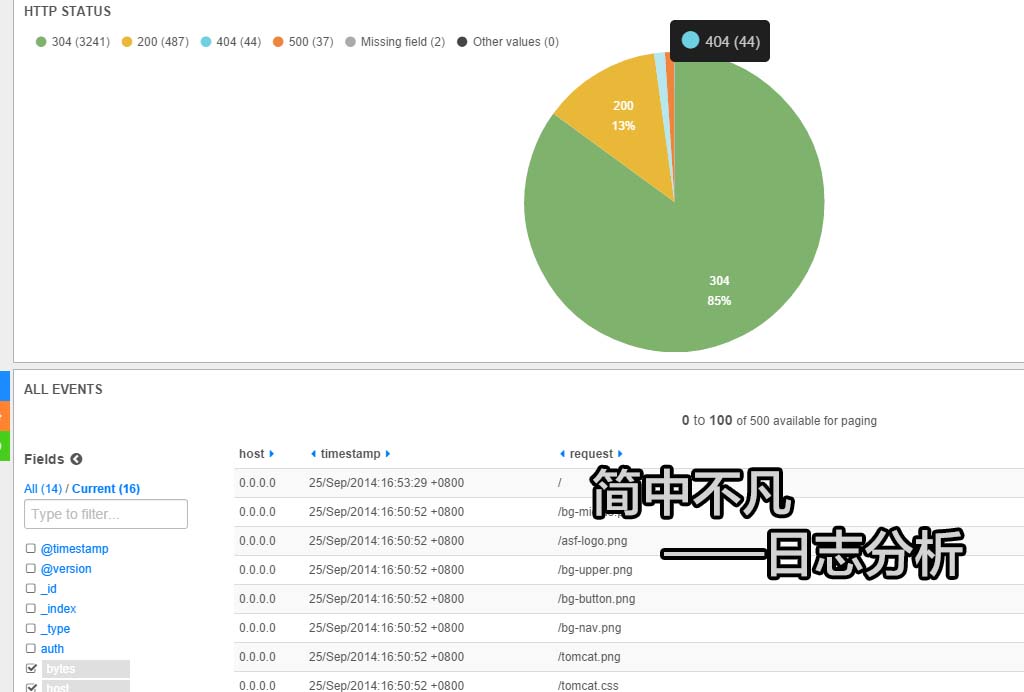 HTTP STATUS
304 (3241) 200 (487) 404 (44) 500 (37) Missing field (2) Other values (0)
404 (44)
200
13%
304
85%
ALL EVENTS
0 to 100 of 500 available for paging
Fields
All (14) / Current (16)
Type to filter...
@timestamp
@version
_id
_index
_type
auth
bytes
host
host timestamp request
0.0.0.0 25/Sep/2014:16:53:29 +0800 /
0.0.0.0 25/Sep/2014:16:50:52 +0800
0.0.0.0 25/Sep/2014:16:50:52 +0800 /asf-logo.png
0.0.0.0 25/Sep/2014:16:50:52 +0800 /bg-upper.png
0.0.0.0 25/Sep/2014:16:50:52 +0800 /bg-button.png
0.0.0.0 25/Sep/2014:16:50:52 +0800 /bg-nav.png
0.0.0.0 25/Sep/2014:16:50:52 +0800 /tomcat.png
0.0.0.0 25/Sep/2014:16:50:52 +0800 /tomcat.css
简中不凡
——日志分析